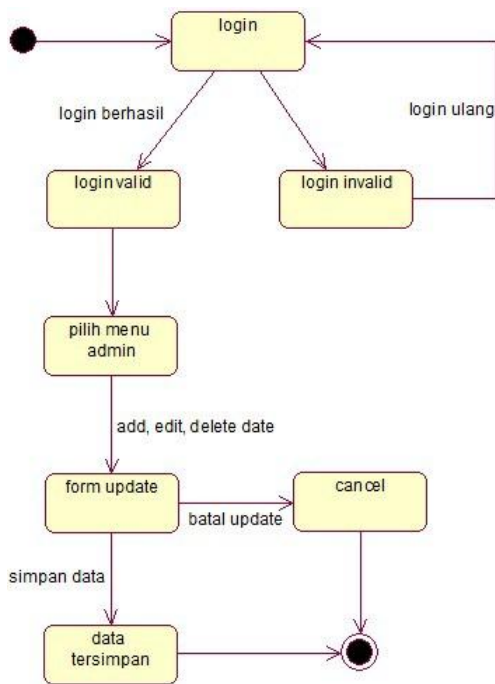 login
login berhasil
login ulang
login valid
login invalid
pilih menu
admin
add, edit, delete date
form update
cancel
batal update
simpan data
data
tersimpan